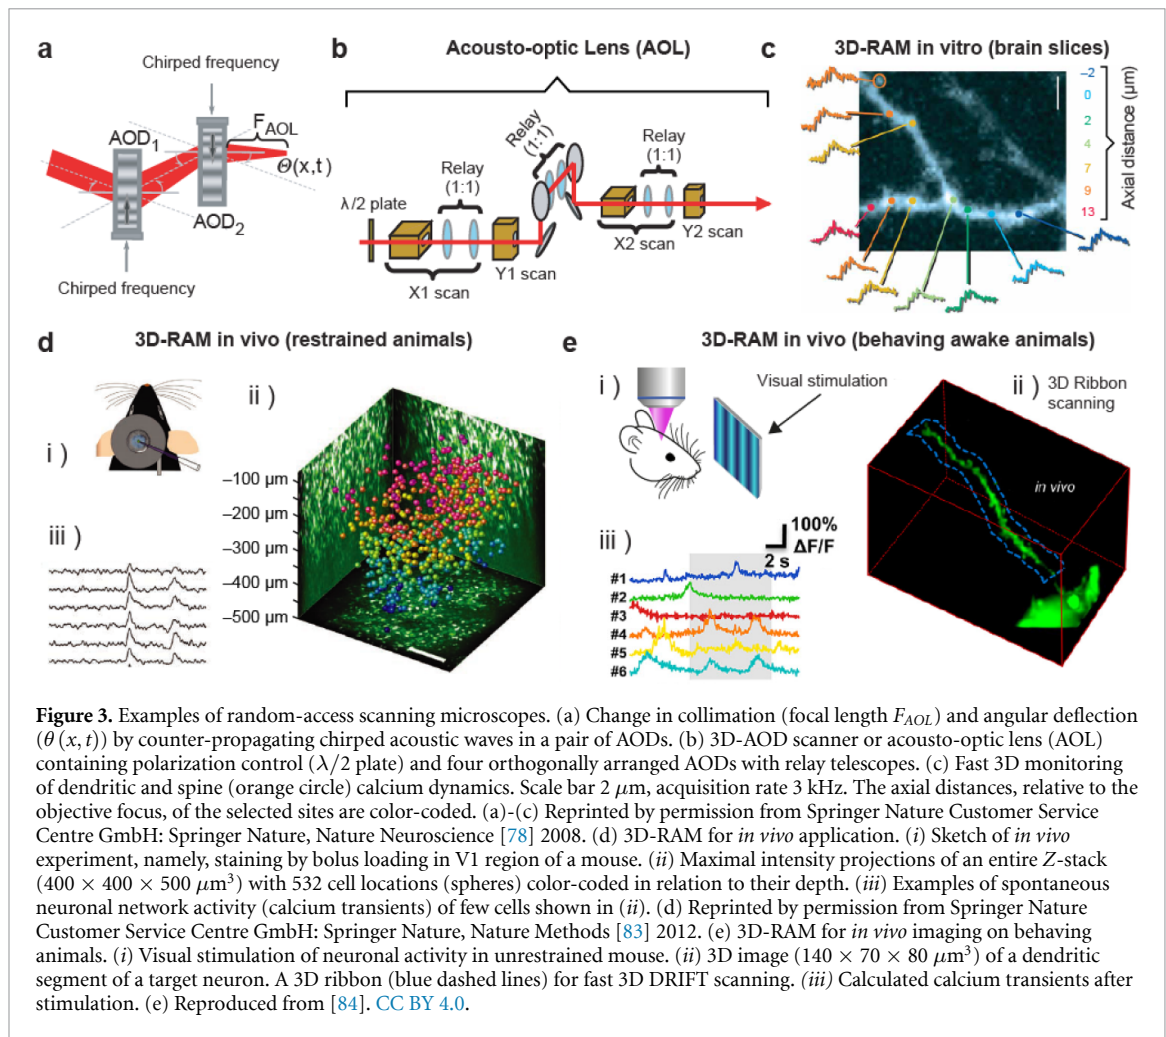 a
Chirped frequency
AOD1
FAOL
Θ(x,t)
AOD2
Chirped frequency
b
Acousto-optic Lens (AOL)
λ/2 plate
Relay
(1:1)
Relay
(1:1)
Relay
(1:1)
X1 scan
Y1 scan
X2 scan
Y2 scan
c
3D-RAM in vitro (brain slices)
–2
0
2
4
7
9
13
Axial distance (μm)
d
3D-RAM in vivo (restrained animals)
i )
ii )
–100 μm
–200 μm
–300 μm
–400 μm
–500 μm
iii )
e
3D-RAM in vivo (behaving awake animals)
i )
Visual stimulation
ii )
3D Ribbon
scanning
in vivo
iii )
100%
ΔF/F
2 s
#1
#2
#3
#4
#5
#6
Figure 3. Examples of random-access scanning microscopes. (a) Change in collimation (focal length FAOL) and angular deflection
(θ (x, t)) by counter-propagating chirped acoustic waves in a pair of AODs. (b) 3D-AOD scanner or acousto-optic lens (AOL)
containing polarization control (λ/2 plate) and four orthogonally arranged AODs with relay telescopes. (c) Fast 3D monitoring
of dendritic and spine (orange circle) calcium dynamics. Scale bar 2 μm, acquisition rate 3 kHz. The axial distances, relative to the
objective focus, of the selected sites are color-coded. (a)-(c) Reprinted by permission from Springer Nature Customer Service
Centre GmbH: Springer Nature, Nature Neuroscience [78] 2008. (d) 3D-RAM for in vivo application. (i) Sketch of in vivo
experiment, namely, staining by bolus loading in V1 region of a mouse. (ii) Maximal intensity projections of an entire Z-stack
(400 × 400 × 500 μm³) with 532 cell locations (spheres) color-coded in relation to their depth. (iii) Examples of spontaneous
neuronal network activity (calcium transients) of few cells shown in (ii). (d) Reprinted by permission from Springer Nature
Customer Service Centre GmbH: Springer Nature, Nature Methods [83] 2012. (e) 3D-RAM for in vivo imaging on behaving
animals. (i) Visual stimulation of neuronal activity in unrestrained mouse. (ii) 3D image (140 × 70 × 80 μm³) of a dendritic
segment of a target neuron. A 3D ribbon (blue dashed lines) for fast 3D DRIFT scanning. (iii) Calculated calcium transients after
stimulation. (e) Reproduced from [84]. CC BY 4.0.